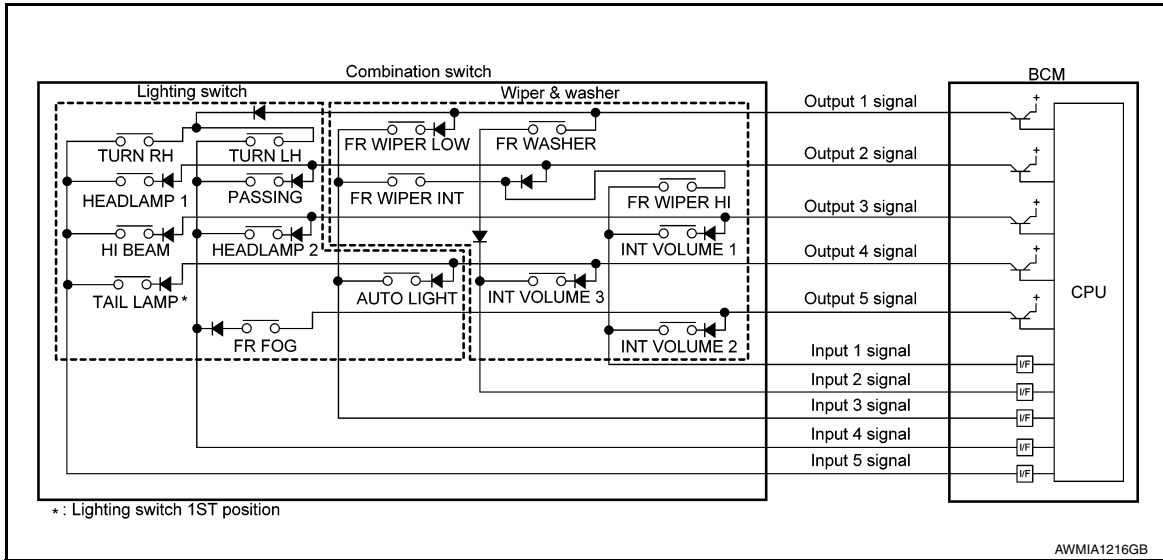 Combination switch
BCM
Lighting switch
Wiper & washer
Output 1 signal
+
TURN RH
TURN LH
FR WIPER LOW
FR WASHER
Output 2 signal
+
HEADLAMP 1
PASSING
FR WIPER INT
FR WIPER HI
Output 3 signal
+
HI BEAM
HEADLAMP 2
INT VOLUME 1
Output 4 signal
+
TAIL LAMP*
AUTO LIGHT
INT VOLUME 3
CPU
Output 5 signal
+
FR FOG
INT VOLUME 2
Input 1 signal
I/F
Input 2 signal
I/F
Input 3 signal
I/F
Input 4 signal
I/F
Input 5 signal
I/F
* : Lighting switch 1ST position
AWMIA1216GB